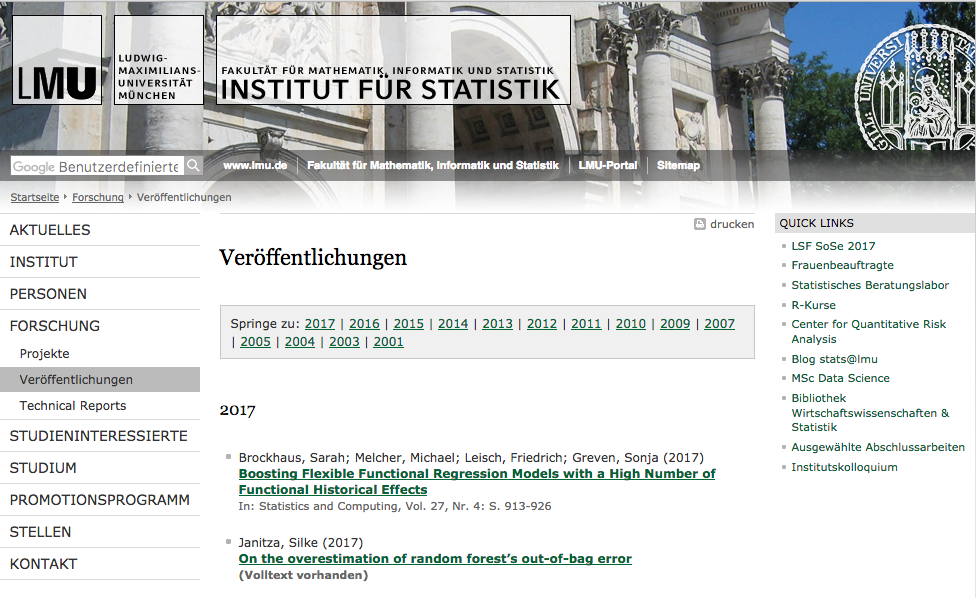 LMU
LUDWIG-
MAXIMILIANS-
UNIVERSITÄT
MÜNCHEN
FAKULTÄT FÜR MATHEMATIK, INFORMATIK UND STATISTIK
INSTITUT FÜR STATISTIK
Google Benutzerdefinierte
www.lmu.de
Fakultät für Mathematik, Informatik und Statistik
LMU-Portal
Sitemap
Startseite
Forschung
Veröffentlichungen
AKTUELLES
INSTITUT
PERSONEN
FORSCHUNG
Projekte
Veröffentlichungen
Technical Reports
STUDIENINTERESSIERTE
STUDIUM
PROMOTIONSPROGRAMM
STELLEN
KONTAKT
drucken
Veröffentlichungen
Springe zu: 2017 | 2016 | 2015 | 2014 | 2013 | 2012 | 2011 | 2010 | 2009 | 2007
| 2005 | 2004 | 2003 | 2001
2017
Brockhaus, Sarah; Melcher, Michael; Leisch, Friedrich; Greven, Sonja (2017)
Boosting Flexible Functional Regression Models with a High Number of
Functional Historical Effects
In: Statistics and Computing, Vol. 27, Nr. 4: S. 913-926
Janitza, Silke (2017)
On the overestimation of random forest’s out-of-bag error
(Volltext vorhanden)
QUICK LINKS
LSF SoSe 2017
Frauenbeauftragte
Statistisches Beratungslabor
R-Kurse
Center for Quantitative Risk
Analysis
Blog stats@lmu
MSc Data Science
Bibliothek
Wirtschaftswissenschaften &
Statistik
Ausgewählte Abschlussarbeiten
Institutskolloquium